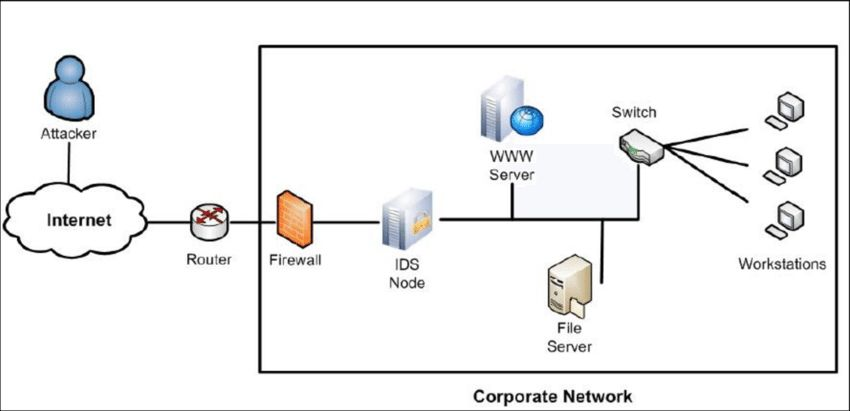 Attacker
Internet
Router
Firewall
IDS
Node
WWW
Server
File
Server
Switch
Workstations
Corporate Network